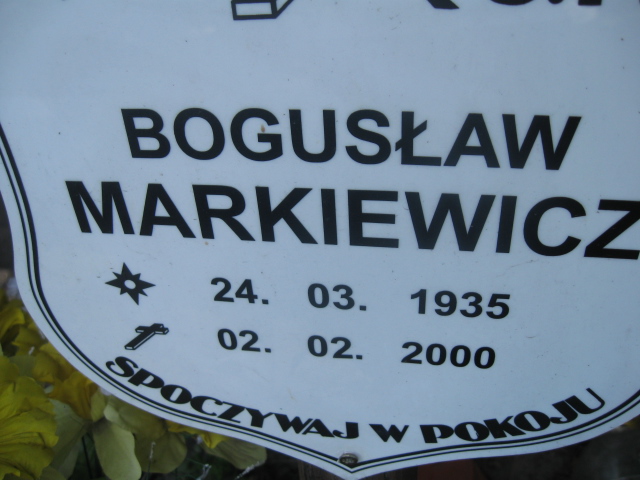 BOGUSŁAW
MARKIEWICZ
24. 03. 1935
02. 02. 2000
SPOCZYWAJ W POKOJU